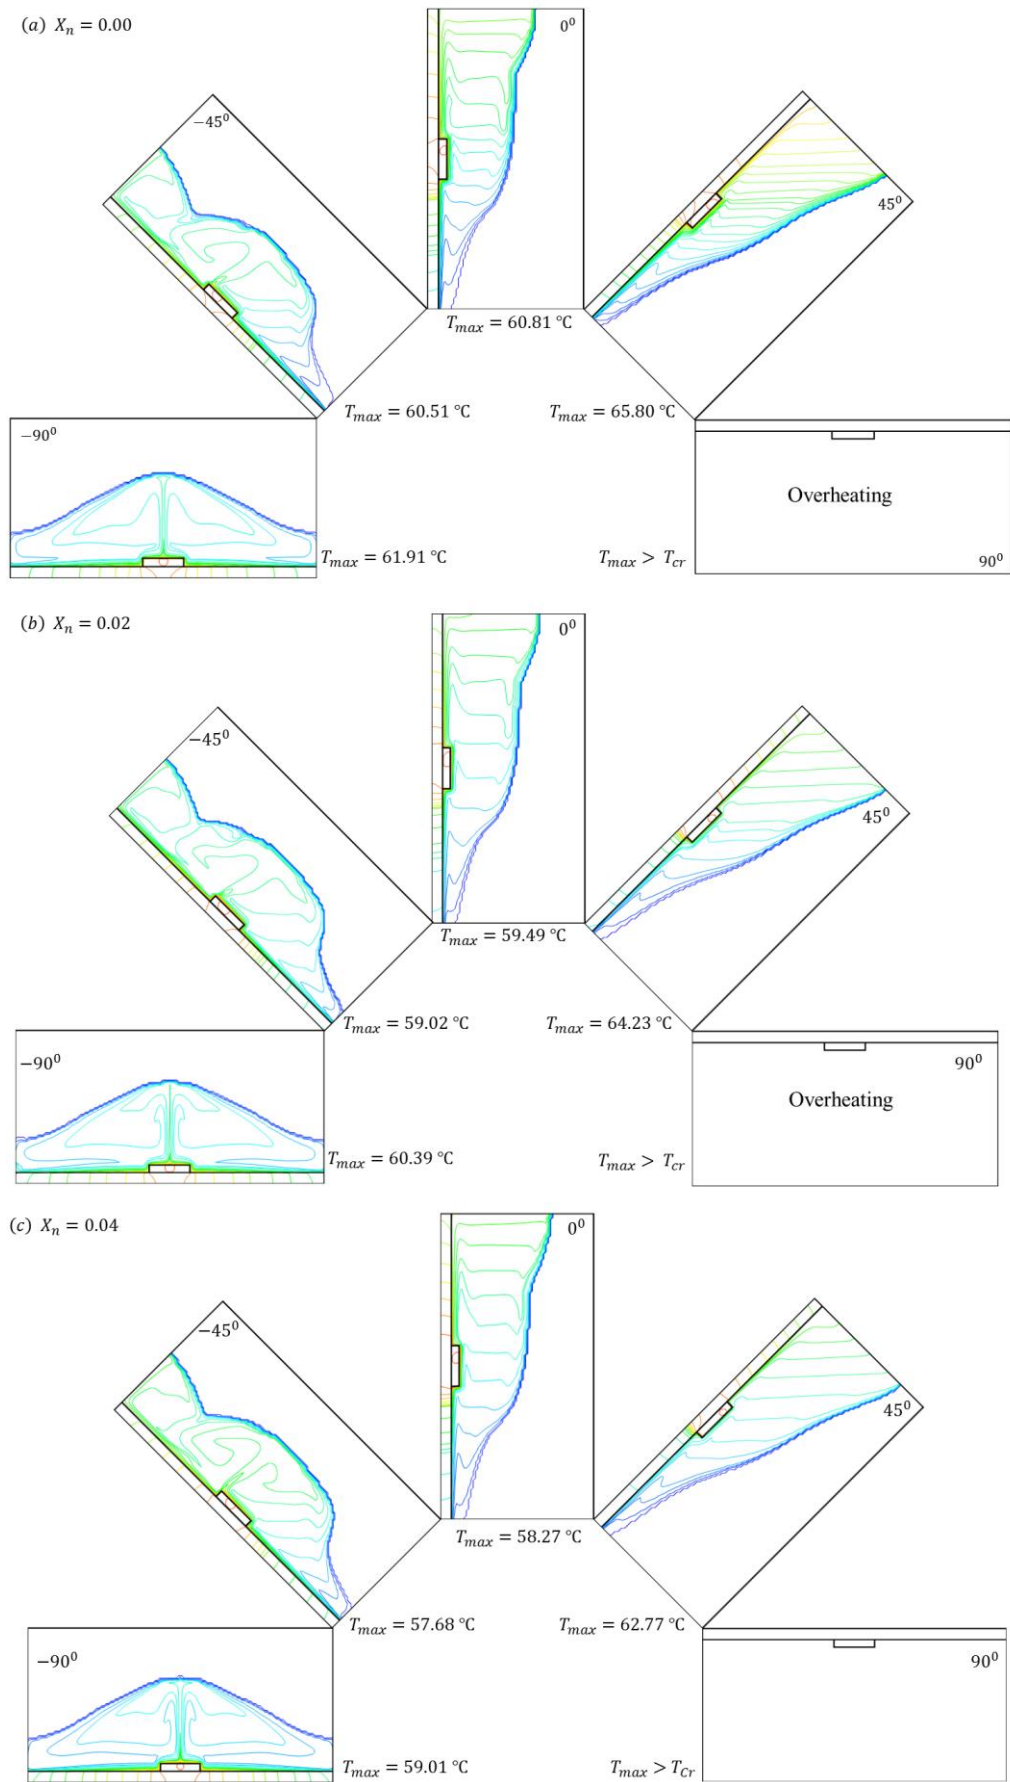 (a) Xₙ = 0.00
0⁰
−45⁰
45⁰
T_max = 60.81 °C
T_max = 60.51 °C
T_max = 65.80 °C
−90⁰
Overheating
T_max = 61.91 °C
T_max > T_cr
90⁰
(b) Xₙ = 0.02
0⁰
−45⁰
45⁰
T_max = 59.49 °C
T_max = 59.02 °C
T_max = 64.23 °C
−90⁰
90⁰
Overheating
T_max = 60.39 °C
T_max > T_cr
(c) Xₙ = 0.04
0⁰
−45⁰
45⁰
T_max = 58.27 °C
T_max = 57.68 °C
T_max = 62.77 °C
−90⁰
90⁰
T_max = 59.01 °C
T_max > T_Cr